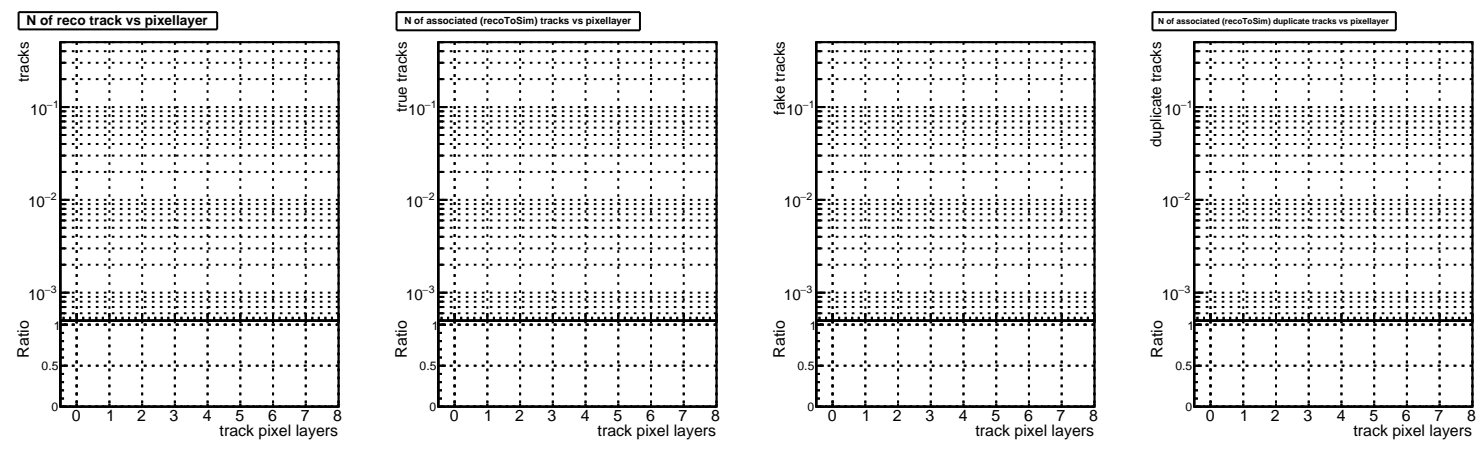 N of reco track vs pixellayer
tracks
10⁻¹
10⁻²
10⁻³
Ratio
1
0.5
0
0 1 2 3 4 5 6 7 8
track pixel layers
N of associated (recoToSim) tracks vs pixellayer
true tracks
10⁻¹
10⁻²
10⁻³
Ratio
1
0.5
0
0 1 2 3 4 5 6 7 8
track pixel layers
fake tracks
10⁻¹
10⁻²
10⁻³
Ratio
1
0.5
0
0 1 2 3 4 5 6 7 8
track pixel layers
N of associated (recoToSim) duplicate tracks vs pixellayer
duplicate tracks
10⁻¹
10⁻²
10⁻³
Ratio
1
0.5
0
0 1 2 3 4 5 6 7 8
track pixel layers